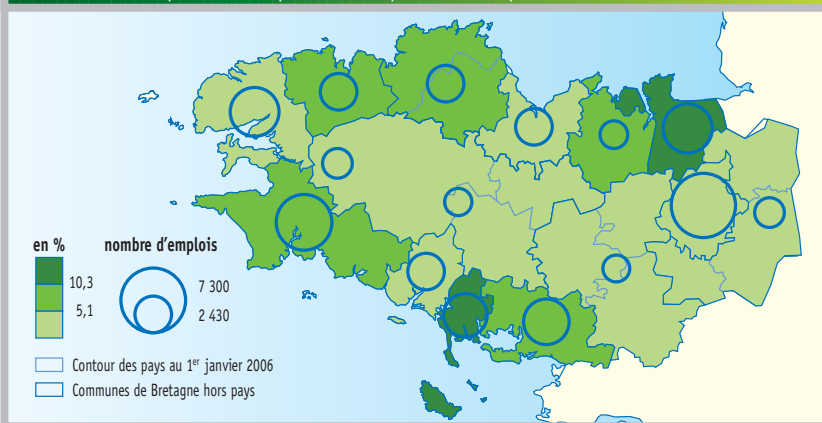 en %
nombre d'emplois
10,3
5,1
7 300
2 430
Contour des pays au 1er janvier 2006
Communes de Bretagne hors pays